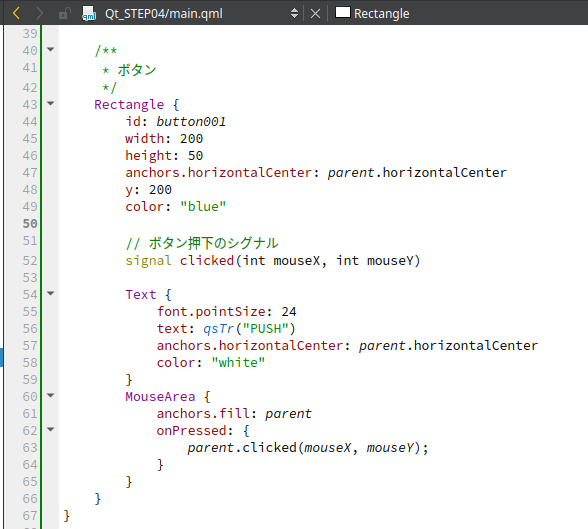 qml Qt_STEP04/main.qml Rectangle
39
40 /**
41 * ボタン
42 */
43 Rectangle {
44 id: button001
45 width: 200
46 height: 50
47 anchors.horizontalCenter: parent.horizontalCenter
48 y: 200
49 color: "blue"
50
51 // ボタン押下のシグナル
52 signal clicked(int mouseX, int mouseY)
53
54 Text {
55 font.pointSize: 24
56 text: qsTr("PUSH")
57 anchors.horizontalCenter: parent.horizontalCenter
58 color: "white"
59 }
60 MouseArea {
61 anchors.fill: parent
62 onPressed: {
63 parent.clicked(mouseX, mouseY);
64 }
65 }
66 }
67 }